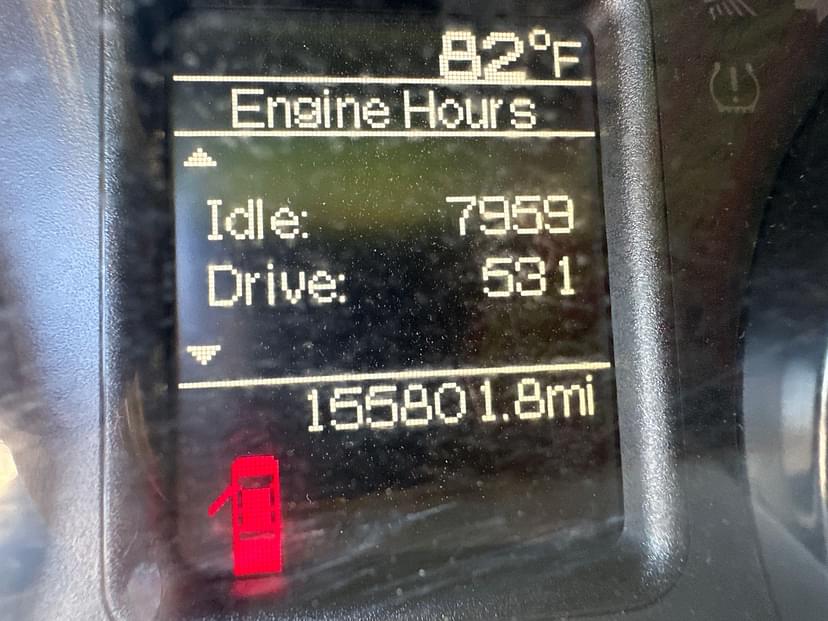 82°F
Engine Hours
Idle: 7959
Drive: 531
155801.8mi